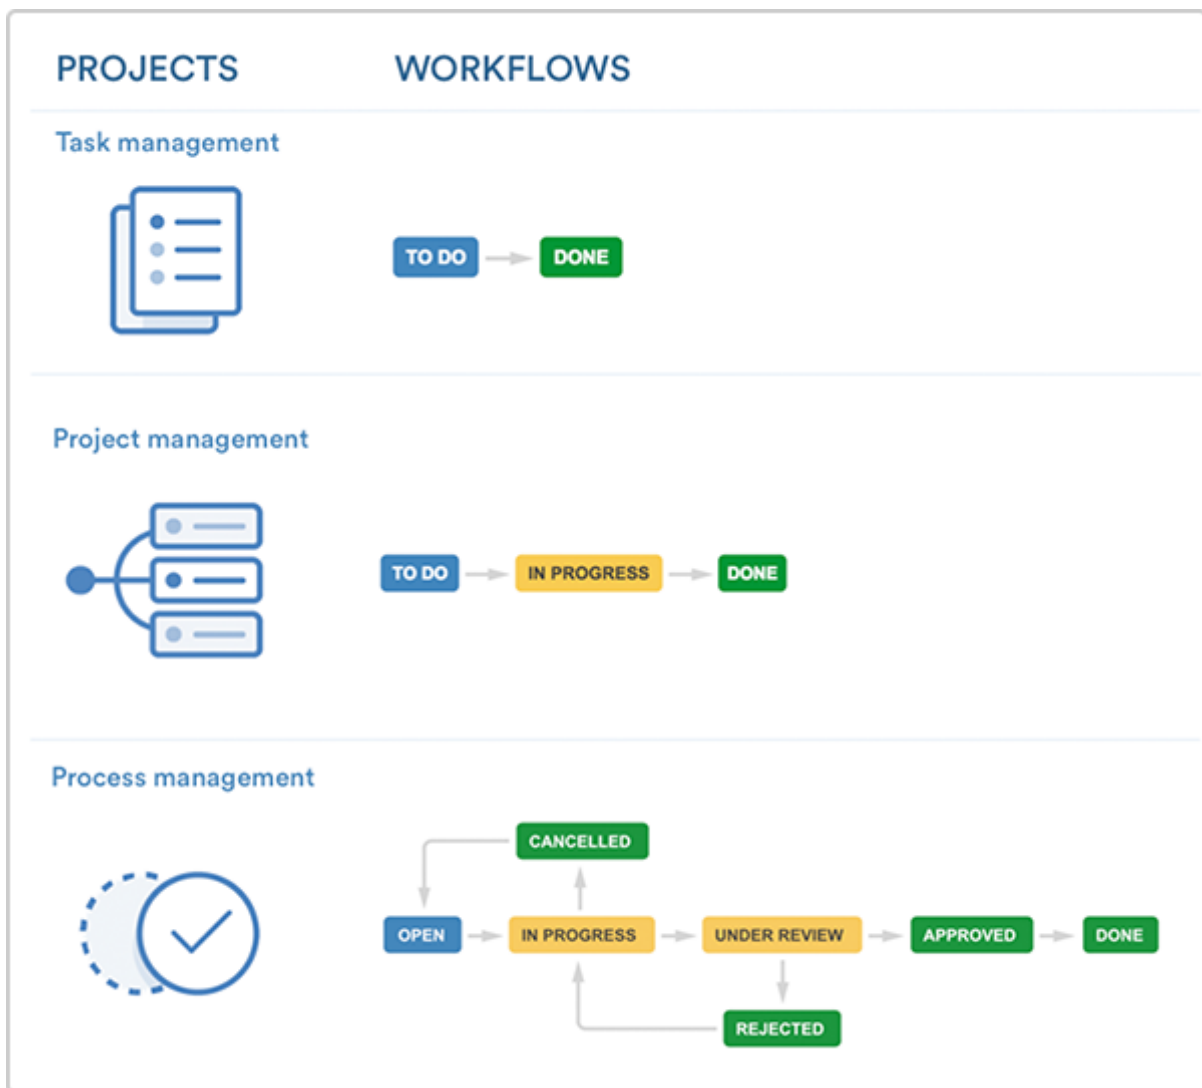 PROJECTS
WORKFLOWS
Task management
TO DO
DONE
Project management
TO DO
IN PROGRESS
DONE
Process management
CANCELLED
OPEN
IN PROGRESS
UNDER REVIEW
APPROVED
DONE
REJECTED